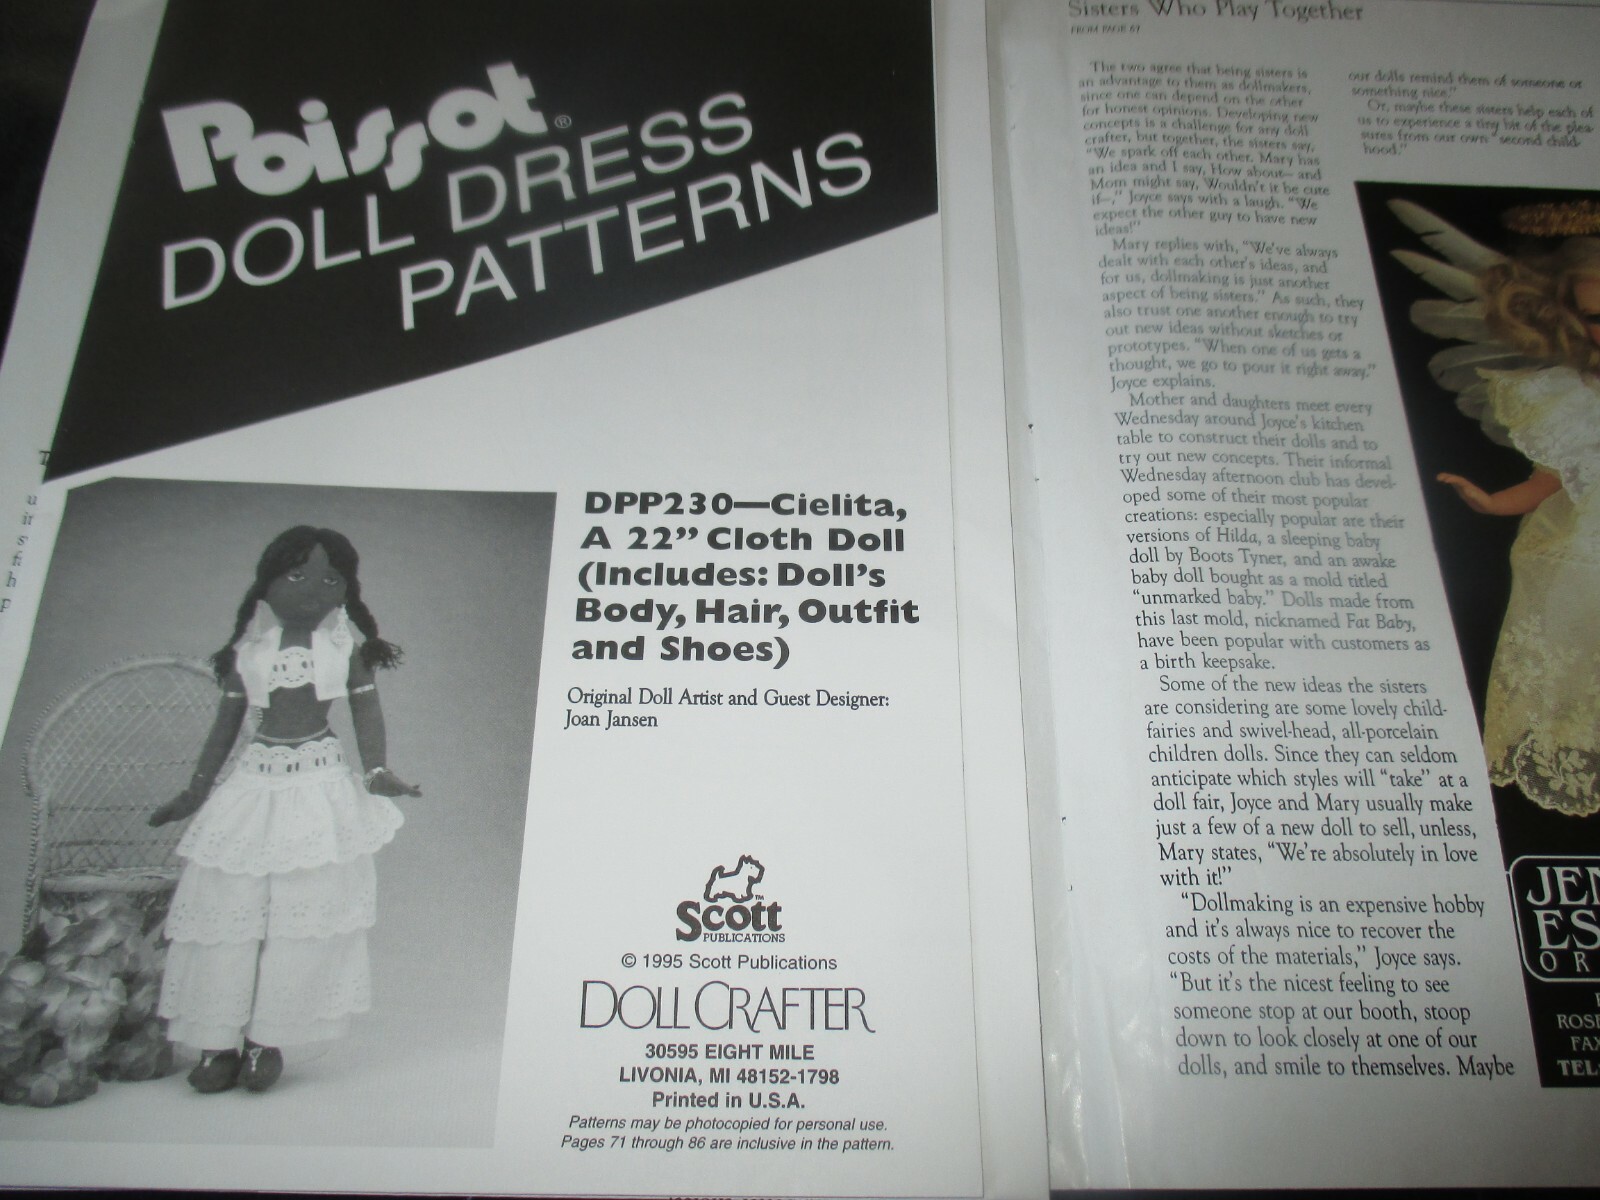 Poissot®
DOLL DRESS
PATTERNS
DPP230—Cielita,
A 22” Cloth Doll
(Includes: Doll’s
Body, Hair, Outfit
and Shoes)
Original Doll Artist and Guest Designer:
Joan Jansen
Scott™
PUBLICATIONS
© 1995 Scott Publications
DOLL CRAFTER
30595 EIGHT MILE
LIVONIA, MI 48152-1798
Printed in U.S.A.
Patterns may be photocopied for personal use.
Pages 71 through 86 are inclusive in the pattern.
Sisters Who Play Together
FROM PAGE 67
The two agree that being sisters is
an advantage to them as dollmakers,
since one can depend on the other
for honest opinions. Developing new
concepts is a challenge for any doll
crafter, but together, the sisters say,
“We spark off each other. Mary has
an idea and I say, How about— and
Mom might say, Wouldn’t it be cute
if—,” Joyce says with a laugh. “We
expect the other guy to have new
ideas!”
Mary replies with, “We’ve always
dealt with each other’s ideas, and
for us, dollmaking is just another
aspect of being sisters.” As such, they
also trust one another enough to try
out new ideas without sketches or
prototypes. “When one of us gets a
thought, we go to pour it right away,”
Joyce explains.
Mother and daughters meet every
Wednesday around Joyce’s kitchen
table to construct their dolls and to
try out new concepts. Their informal
Wednesday afternoon club has devel-
oped some of their most popular
creations: especially popular are their
versions of Hilda, a sleeping baby
doll by Boots Tyner, and an awake
baby doll bought as a mold titled
“unmarked baby.” Dolls made from
this last mold, nicknamed Fat Baby,
have been popular with customers as
a birth keepsake.
Some of the new ideas the sisters
are considering are some lovely child-
fairies and swivel-head, all-porcelain
children dolls. Since they can seldom
anticipate which styles will “take” at a
doll fair, Joyce and Mary usually make
just a few of a new doll to sell, unless,
Mary states, “We’re absolutely in love
with it!”
“Dollmaking is an expensive hobby
and it’s always nice to recover the
costs of the materials,” Joyce says.
“But it’s the nicest feeling to see
someone stop at our booth, stoop
down to look closely at one of our
dolls, and smile to themselves. Maybe
our dolls remind them of someone or
something nice.”
Or, maybe these sisters help each of
us to experience a tiny bit of the plea-
sures from our own “second child-
hood.”
JEN
ES
OR
ROSE
FAX
TEL